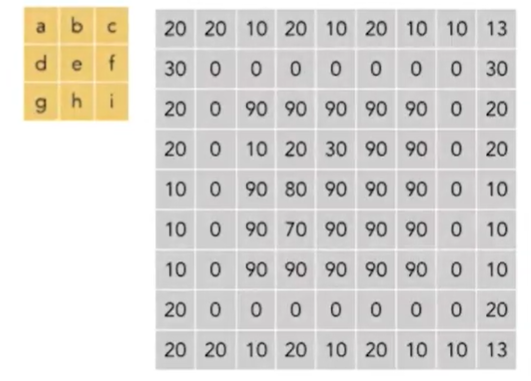 a b c
d e f
g h i
20 20 10 20 10 20 10 10 13
30 0 0 0 0 0 0 0 30
20 0 90 90 90 90 90 0 20
20 0 10 20 30 90 90 0 20
10 0 90 80 90 90 90 0 10
10 0 90 70 90 90 90 0 10
10 0 90 90 90 90 90 0 10
20 0 0 0 0 0 0 0 20
20 20 10 20 10 20 10 10 13